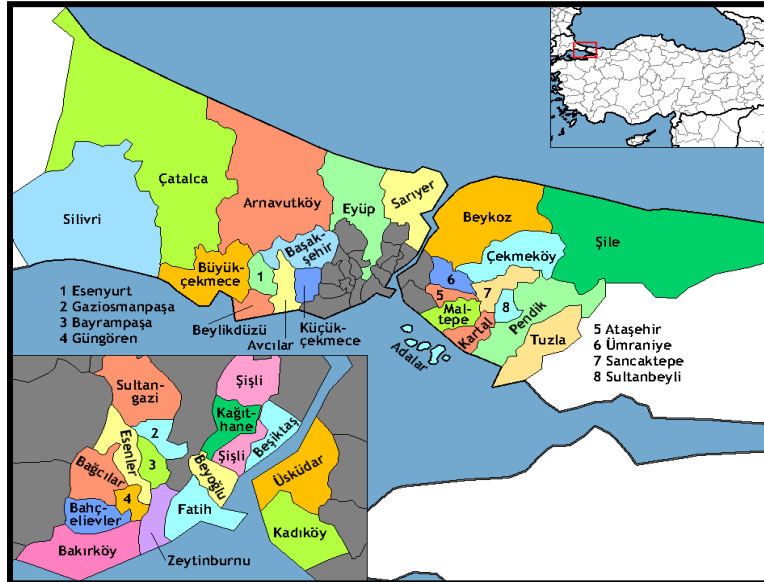 Çatalca
Arnavutköy
Eyüp
Sarıyer
Silivri
Beykoz
Şile
Başak-
şehir
Çekmeköy
Büyük-
çekmece
1
6
7
5
8
Mal-
tepe
Kartal
Pendik
Tuzla
Adalar
Beylikdüzü
Avcılar
Küçük-
çekmece
1 Esenyurt
2 Gaziosmanpaşa
3 Bayrampaşa
4 Güngören
5 Ataşehir
6 Ümraniye
7 Sancaktepe
8 Sultanbeyli
Sultan-
gazi
Şişli
Kağıt-
hane
2
Esenler
3
Şişli
Beşiktaş
Bağcılar
Beyoğlu
Üsküdar
4
Bahç-
elievler
Fatih
Kadıköy
Bakırköy
Zeytinburnu